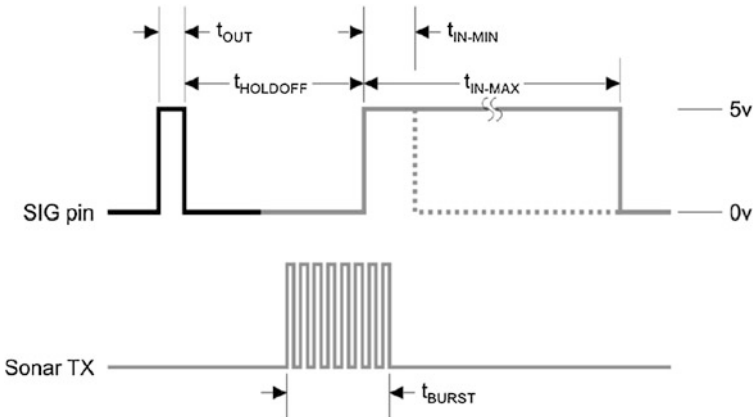 tOUT
tIN-MIN
tHOLDOFF
tIN-MAX
5v
SIG pin
0v
Sonar TX
tBURST